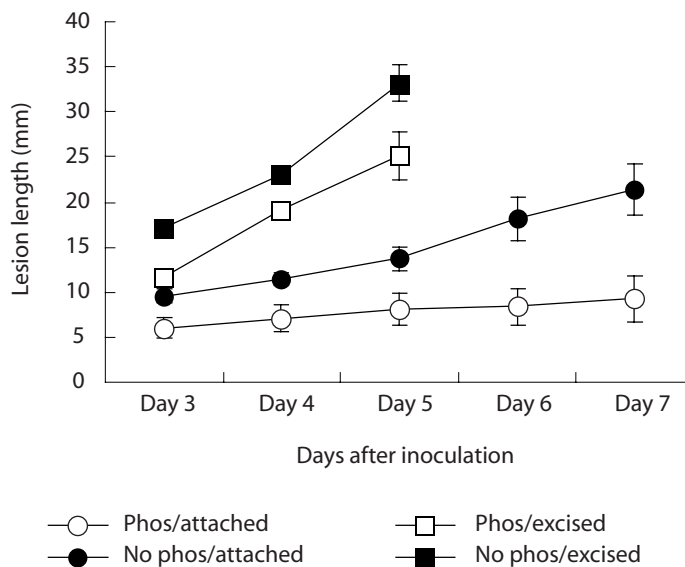 40
35
30
25
20
15
10
5
0
Lesion length (mm)
Day 3 Day 4 Day 5 Day 6 Day 7
Days after inoculation
Phos/attached Phos/excised
No phos/attached No phos/excised